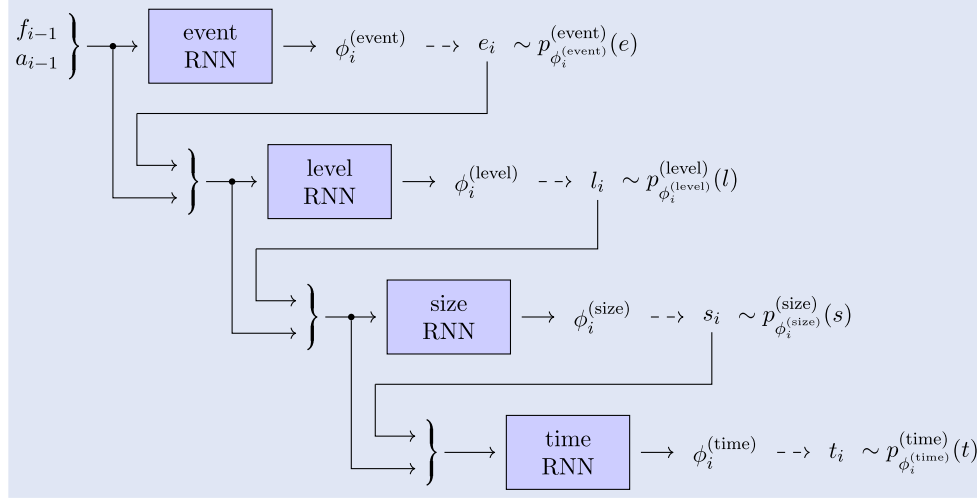 f_{i−1}
a_{i−1}
event
RNN
ϕ_i^{(event)}
e_i ∼ p^{(event)}_{ϕ_i^{(event)}}(e)
level
RNN
ϕ_i^{(level)}
l_i ∼ p^{(level)}_{ϕ_i^{(level)}}(l)
size
RNN
ϕ_i^{(size)}
s_i ∼ p^{(size)}_{ϕ_i^{(size)}}(s)
time
RNN
ϕ_i^{(time)}
t_i ∼ p^{(time)}_{ϕ_i^{(time)}}(t)